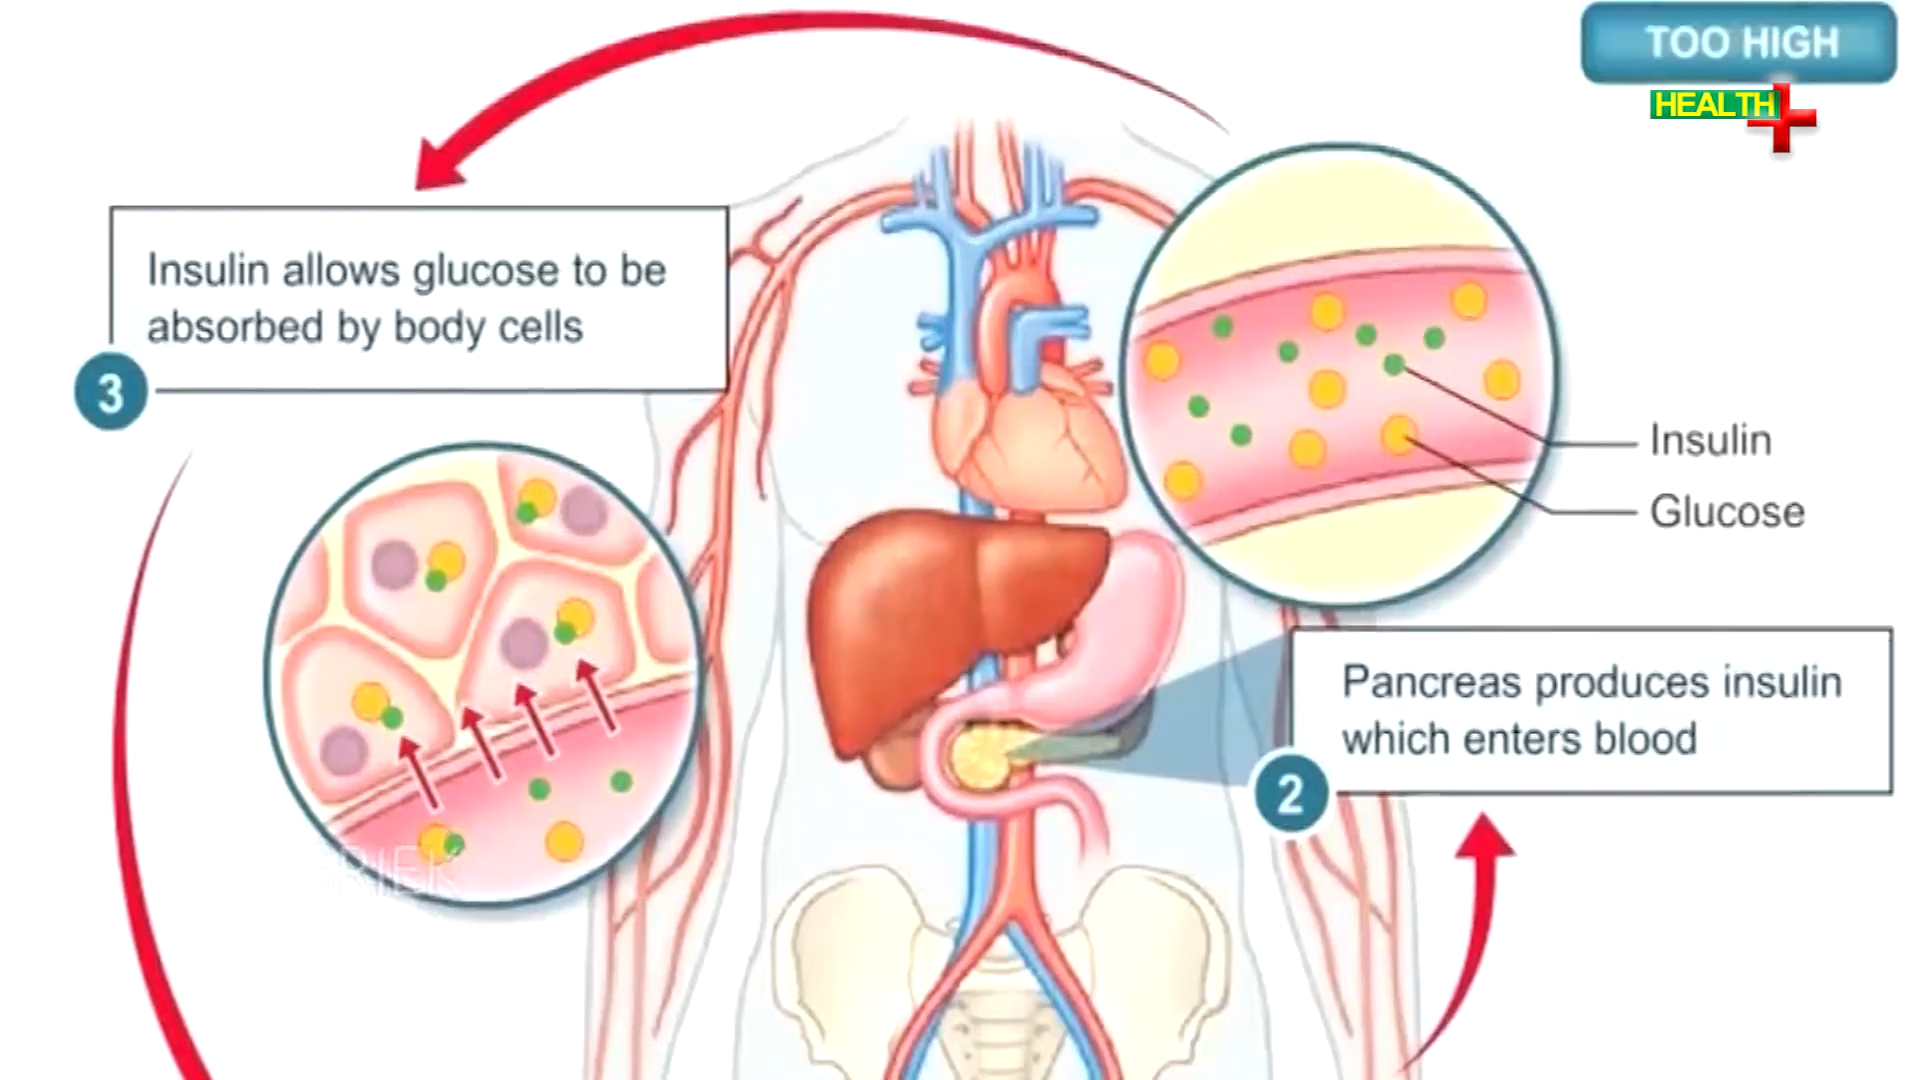 TOO HIGH
HEALTH
Insulin allows glucose to be
absorbed by body cells
3
Insulin
Glucose
Pancreas produces insulin
which enters blood
2